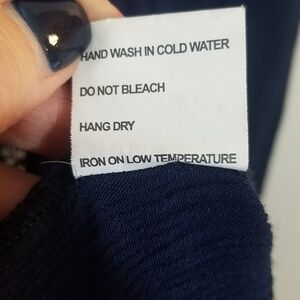 HAND WASH IN COLD WATER
DO NOT BLEACH
HANG DRY
IRON ON LOW TEMPERATURE